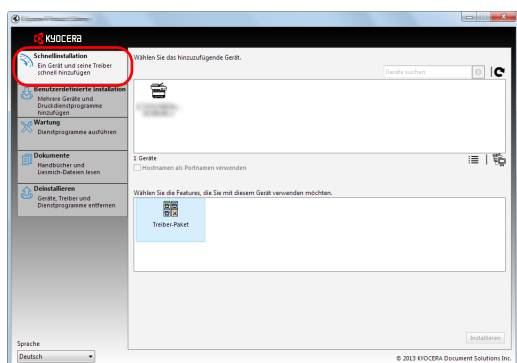 KYOCERA
Schnellinstallation
Ein Gerät und seine Treiber
schnell hinzufügen
Benutzerdefinierte Installation
Mehrere Geräte und
Druckdienstprogramme
hinzufügen
Wartung
Dienstprogramme ausführen
Dokumente
Handbücher und
Liesmich-Dateien lesen
Deinstallieren
Geräte, Treiber und
Dienstprogramme entfernen
Sprache
Deutsch
Wählen Sie das hinzuzufügende Gerät.
Geräte suchen
1 Geräte
Hostnamen als Portnamen verwenden
Wählen Sie die Features, die Sie mit diesem Gerät verwenden möchten.
Treiber-Paket
Installieren
© 2013 KYOCERA Document Solutions Inc.